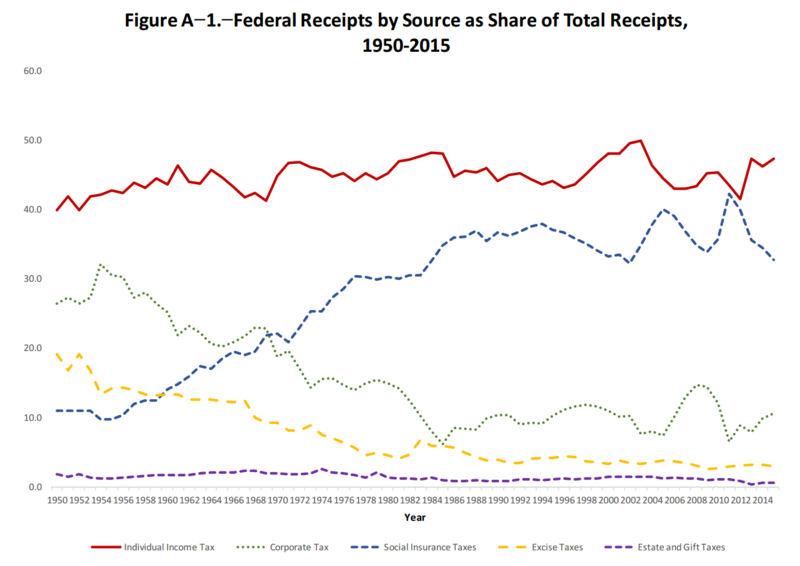 Figure A−1.−Federal Receipts by Source as Share of Total Receipts,
1950-2015
60.0
50.0
40.0
30.0
20.0
10.0
0.0
1950 1952 1954 1956 1958 1960 1962 1964 1966 1968 1970 1972 1974 1976 1978 1980 1982 1984 1986 1988 1990 1992 1994 1996 1998 2000 2002 2004 2006 2008 2010 2012 2014
Year
Individual Income Tax Corporate Tax Social Insurance Taxes Excise Taxes Estate and Gift Taxes